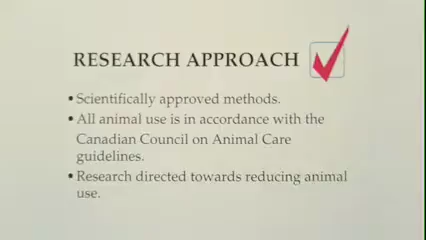 RESEARCH APPROACH
• Scientifically approved methods.
• All animal use is in accordance with the
Canadian Council on Animal Care
guidelines.
• Research directed towards reducing animal
use.